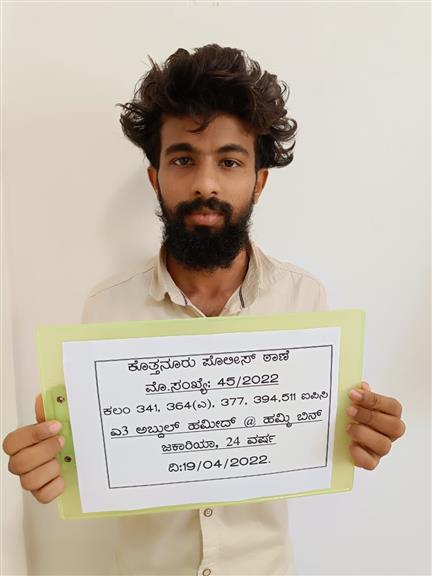 ಕೊತ್ತನೂರು ಪೊಲೀಸ್ ಠಾಣೆ
ಮೊ.ಸಂಖ್ಯೆ: 45/2022
ಕಲಂ 341, 364(ಎ), 377, 394,511 ಐಪಿಸಿ
ಎ3 ಅಬ್ದುಲ್ ಹಮೀದ್ @ ಹಮ್ಮಿ ಬಿನ್
ಜಕಾರಿಯಾ, 24 ವರ್ಷ
ದಿ:19/04/2022.